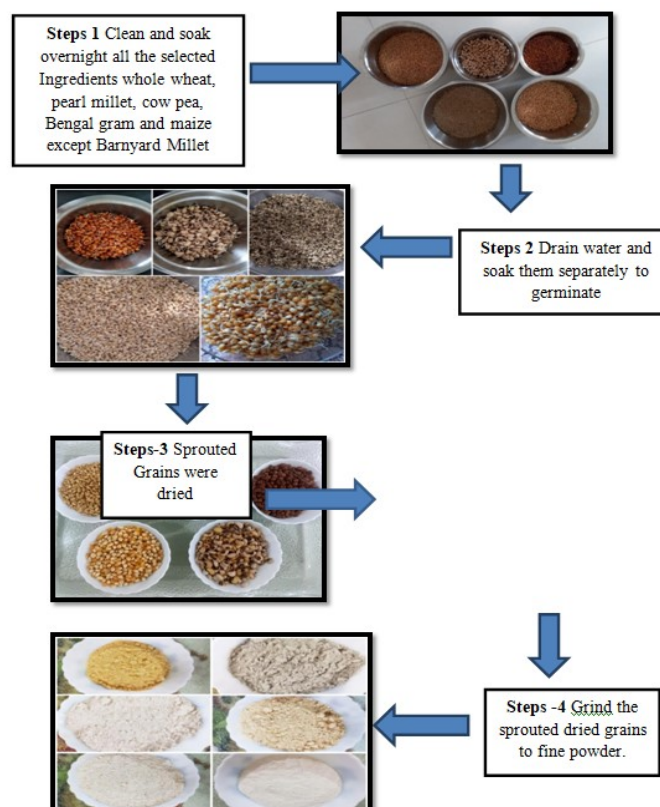 Steps 1 Clean and soak
overnight all the selected
Ingredients whole wheat,
pearl millet, cow pea,
Bengal gram and maize
except Barnyard Millet
Steps 2 Drain water and
soak them separately to
germinate
Steps-3 Sprouted
Grains were
dried
Steps -4 Grind the
sprouted dried grains
to fine powder.